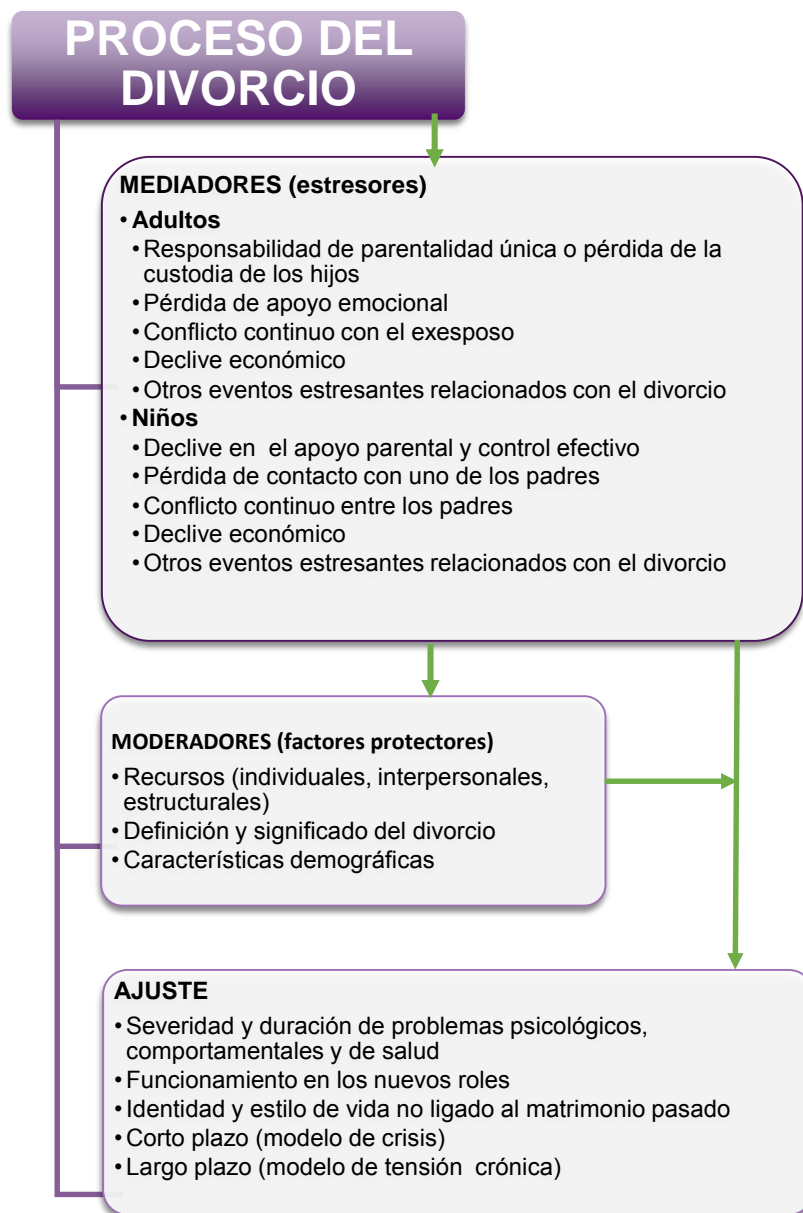 PROCESO DEL
DIVORCIO
MEDIADORES (estresores)
• Adultos
• Responsabilidad de parentalidad única o pérdida de la
custodia de los hijos
• Pérdida de apoyo emocional
• Conflicto continuo con el exesposo
• Declive económico
• Otros eventos estresantes relacionados con el divorcio
• Niños
• Declive en el apoyo parental y control efectivo
• Pérdida de contacto con uno de los padres
• Conflicto continuo entre los padres
• Declive económico
• Otros eventos estresantes relacionados con el divorcio
MODERADORES (factores protectores)
• Recursos (individuales, interpersonales,
estructurales)
• Definición y significado del divorcio
• Características demográficas
AJUSTE
• Severidad y duración de problemas psicológicos,
comportamentales y de salud
• Funcionamiento en los nuevos roles
• Identidad y estilo de vida no ligado al matrimonio pasado
• Corto plazo (modelo de crisis)
• Largo plazo (modelo de tensión crónica)